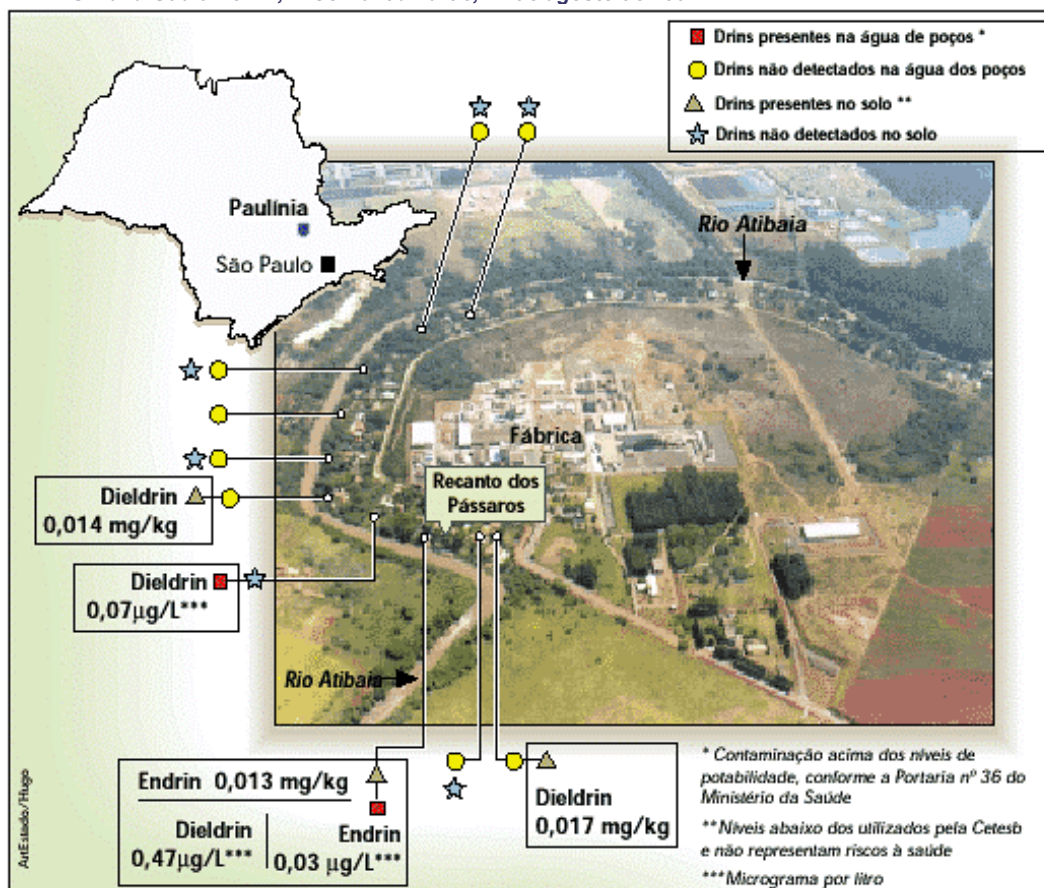 Drins presentes na água de poços *
Drins não detectados na água dos poços
Drins presentes no solo **
Drins não detectados no solo
Paulínia
São Paulo
Rio Atibaia
Fábrica
Recanto dos
Pássaros
Dieldrin
0,014 mg/kg
Dieldrin
0,07µg/L***
Rio Atibaia
Endrin 0,013 mg/kg
Dieldrin
0,47µg/L***
Endrin
0,03 µg/L***
Dieldrin
0,017 mg/kg
* Contaminação acima dos níveis de
potabilidade, conforme a Portaria nº 36 do
Ministério da Saúde
**Níveis abaixo dos utilizados pela Cetesb
e não representam riscos à saúde
***Micrograma por litro
ArtEstado/Hugo